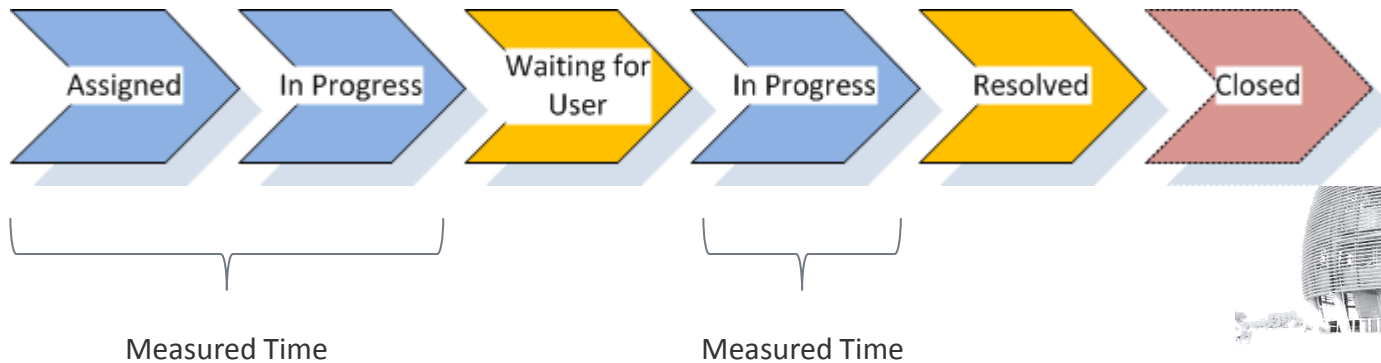 Assigned
In Progress
Waiting for
User
In Progress
Resolved
Closed
Measured Time
Measured Time